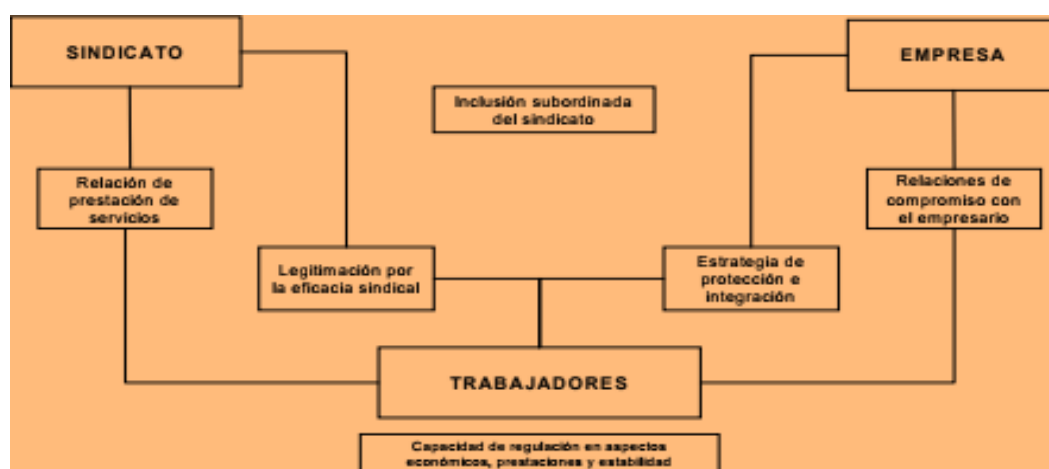 SINDICATO
EMPRESA
Inclusión subordinada
del sindicato
Relación de
prestación de
servicios
Relaciones de
compromiso con
el empresario
Legitimación por
la eficacia sindical
Estrategia de
protección e
integración
TRABAJADORES
Capacidad de regulación en aspectos
económicos, prestaciones y estabilidad